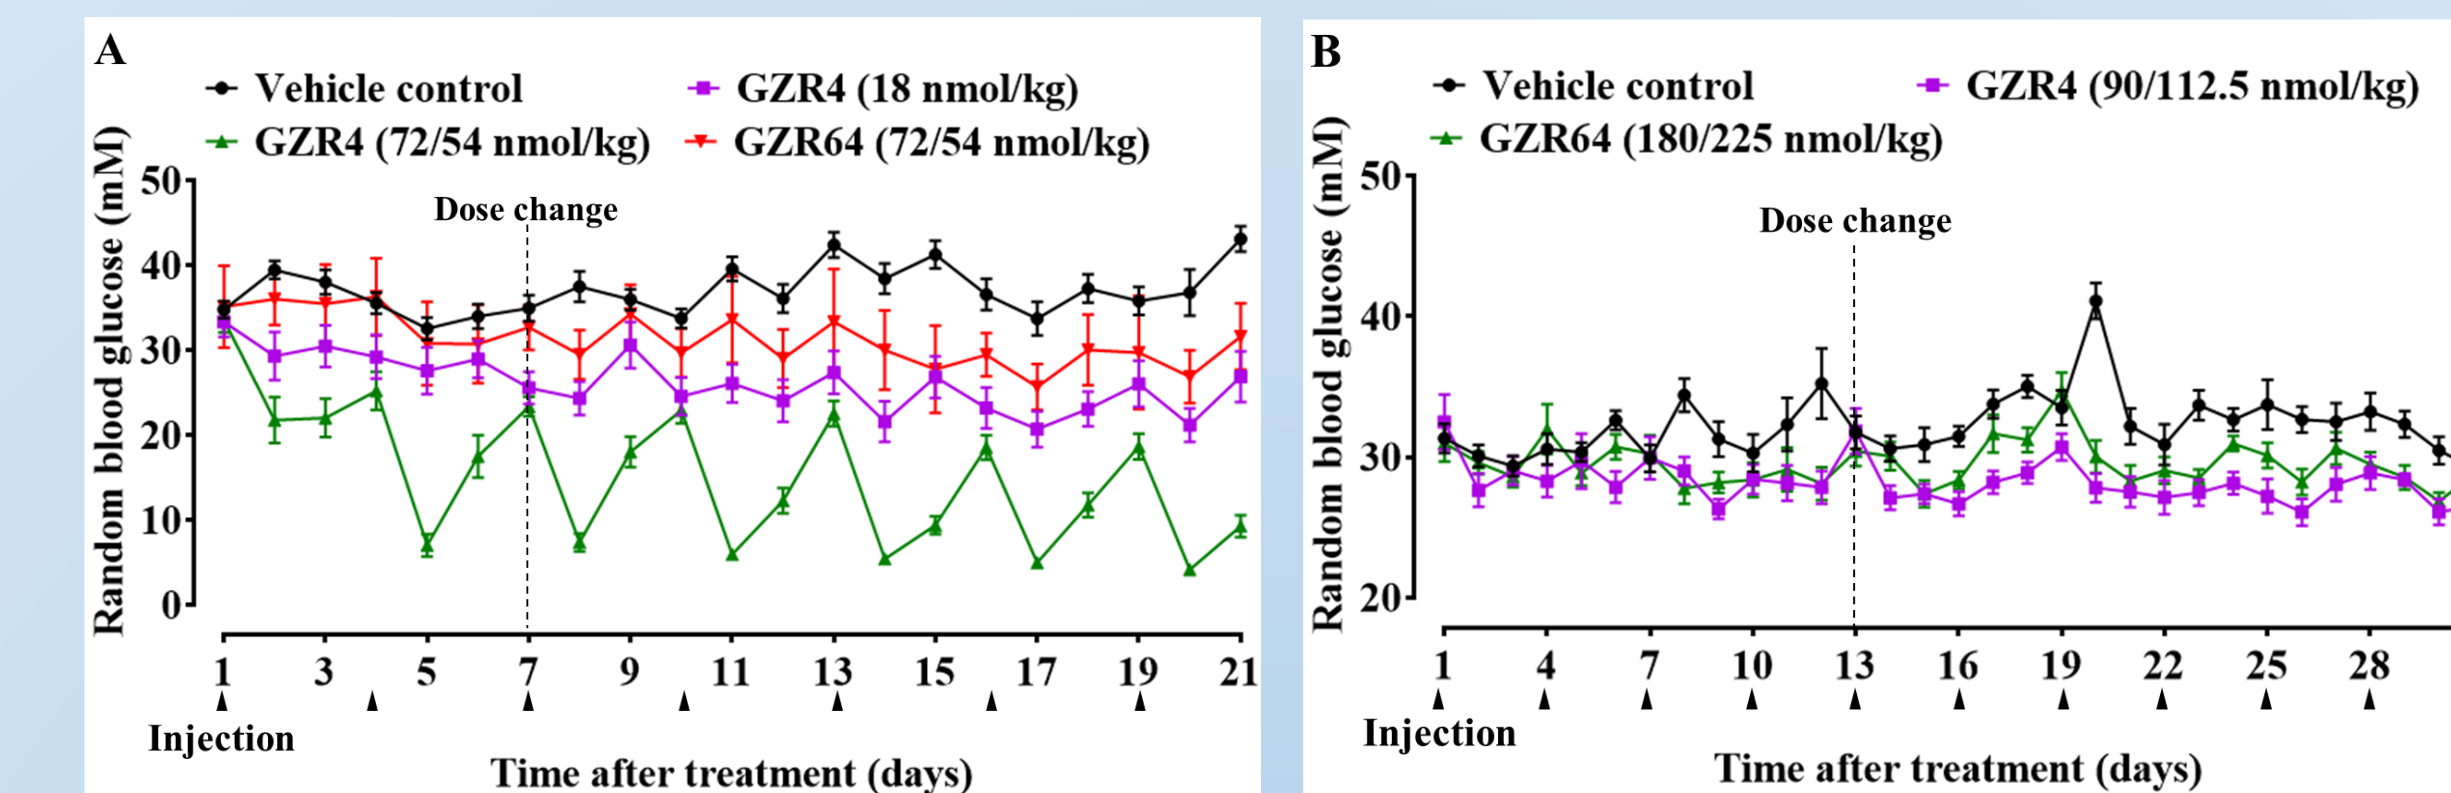 A
Vehicle control
GZR4 (18 nmol/kg)
GZR4 (72/54 nmol/kg)
GZR64 (72/54 nmol/kg)
Random blood glucose (mM)
50
40
30
20
10
0
Dose change
1 3 5 7 9 11 13 15 17 19 21
Injection
Time after treatment (days)
B
Vehicle control
GZR4 (90/112.5 nmol/kg)
GZR64 (180/225 nmol/kg)
Random blood glucose (mM)
50
40
30
20
Dose change
1 4 7 10 13 16 19 22 25 28
Injection
Time after treatment (days)